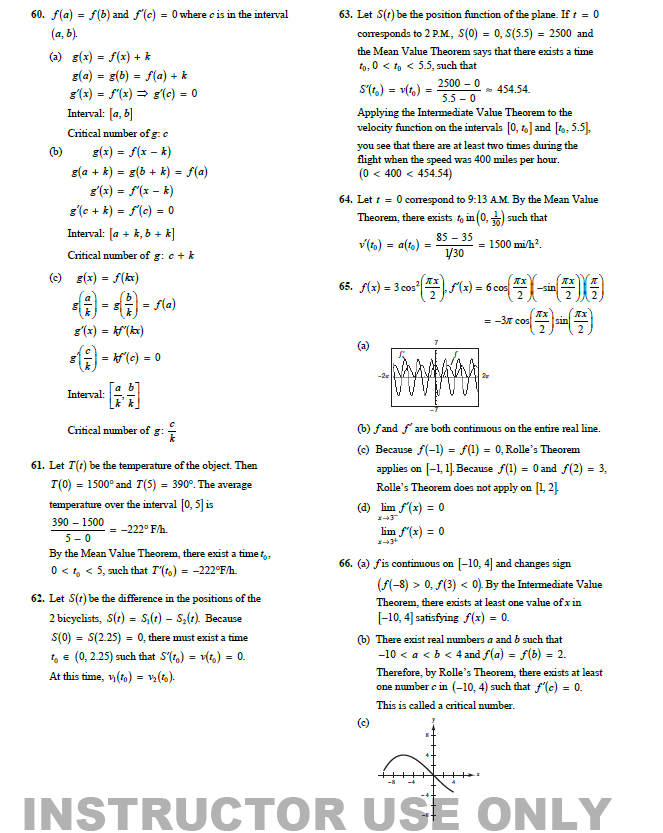 60. f(a) = f(b) and f′(c) = 0 where c is in the interval
(a, b).
(a) g(x) = f(x) + k
g(a) = g(b) = f(a) + k
g′(x) = f′(x) ⇒ g′(c) = 0
Interval: [a, b]
Critical number of g: c
(b) g(x) = f(x − k)
g(a + k) = g(b + k) = f(a)
g′(x) = f′(x − k)
g′(c + k) = f′(c) = 0
Interval: [a + k, b + k]
Critical number of g: c + k
(c) g(x) = f(kx)
g(a/k) = g(b/k) = f(a)
g′(x) = kf′(kx)
g′(c/k) = kf′(c) = 0
Interval: [a/k, b/k]
Critical number of g: c/k
61. Let T(t) be the temperature of the object. Then
T(0) = 1500° and T(5) = 390°. The average
temperature over the interval [0, 5] is
(390 − 1500)/(5 − 0) = −222° F/h.
By the Mean Value Theorem, there exist a time t₀,
0 < t₀ < 5, such that T′(t₀) = −222°F/h.
62. Let S(t) be the difference in the positions of the
2 bicyclists, S(t) = S₁(t) − S₂(t). Because
S(0) = S(2.25) = 0, there must exist a time
t₀ ∈ (0, 2.25) such that S′(t₀) = v(t₀) = 0.
At this time, v₁(t₀) = v₂(t₀).
63. Let S(t) be the position function of the plane. If t = 0
corresponds to 2 P.M., S(0) = 0, S(5.5) = 2500 and
the Mean Value Theorem says that there exists a time
t₀, 0 < t₀ < 5.5, such that
S′(t₀) = v(t₀) = (2500 − 0)/(5.5 − 0) ≈ 454.54.
Applying the Intermediate Value Theorem to the
velocity function on the intervals [0, t₀] and [t₀, 5.5],
you see that there are at least two times during the
flight when the speed was 400 miles per hour.
(0 < 400 < 454.54)
64. Let t = 0 correspond to 9:13 A.M. By the Mean Value
Theorem, there exists t₀ in (0, 1/30) such that
v′(t₀) = a(t₀) = (85 − 35)/(1/30) = 1500 mi/h².
65. f(x) = 3 cos²(πx/2), f′(x) = 6 cos(πx/2)(−sin(πx/2))(π/2)
= −3π cos(πx/2) sin(πx/2)
(a)
7
f′ f
−2π 2π
−7
(b) f and f′ are both continuous on the entire real line.
(c) Because f(−1) = f(1) = 0, Rolle's Theorem
applies on [−1, 1]. Because f(1) = 0 and f(2) = 3,
Rolle's Theorem does not apply on [1, 2].
(d) lim x→3⁻ f′(x) = 0
lim x→3⁺ f′(x) = 0
66. (a) f is continuous on [−10, 4] and changes sign
(f(−8) > 0, f(3) < 0). By the Intermediate Value
Theorem, there exists at least one value of x in
[−10, 4] satisfying f(x) = 0.
(b) There exist real numbers a and b such that
−10 < a < b < 4 and f(a) = f(b) = 2.
Therefore, by Rolle's Theorem, there exists at least
one number c in (−10, 4) such that f′(c) = 0.
This is called a critical number.
(c)
y
8
4
x
−8 −4 4
−4
−8
INSTRUCTOR USE ONLY